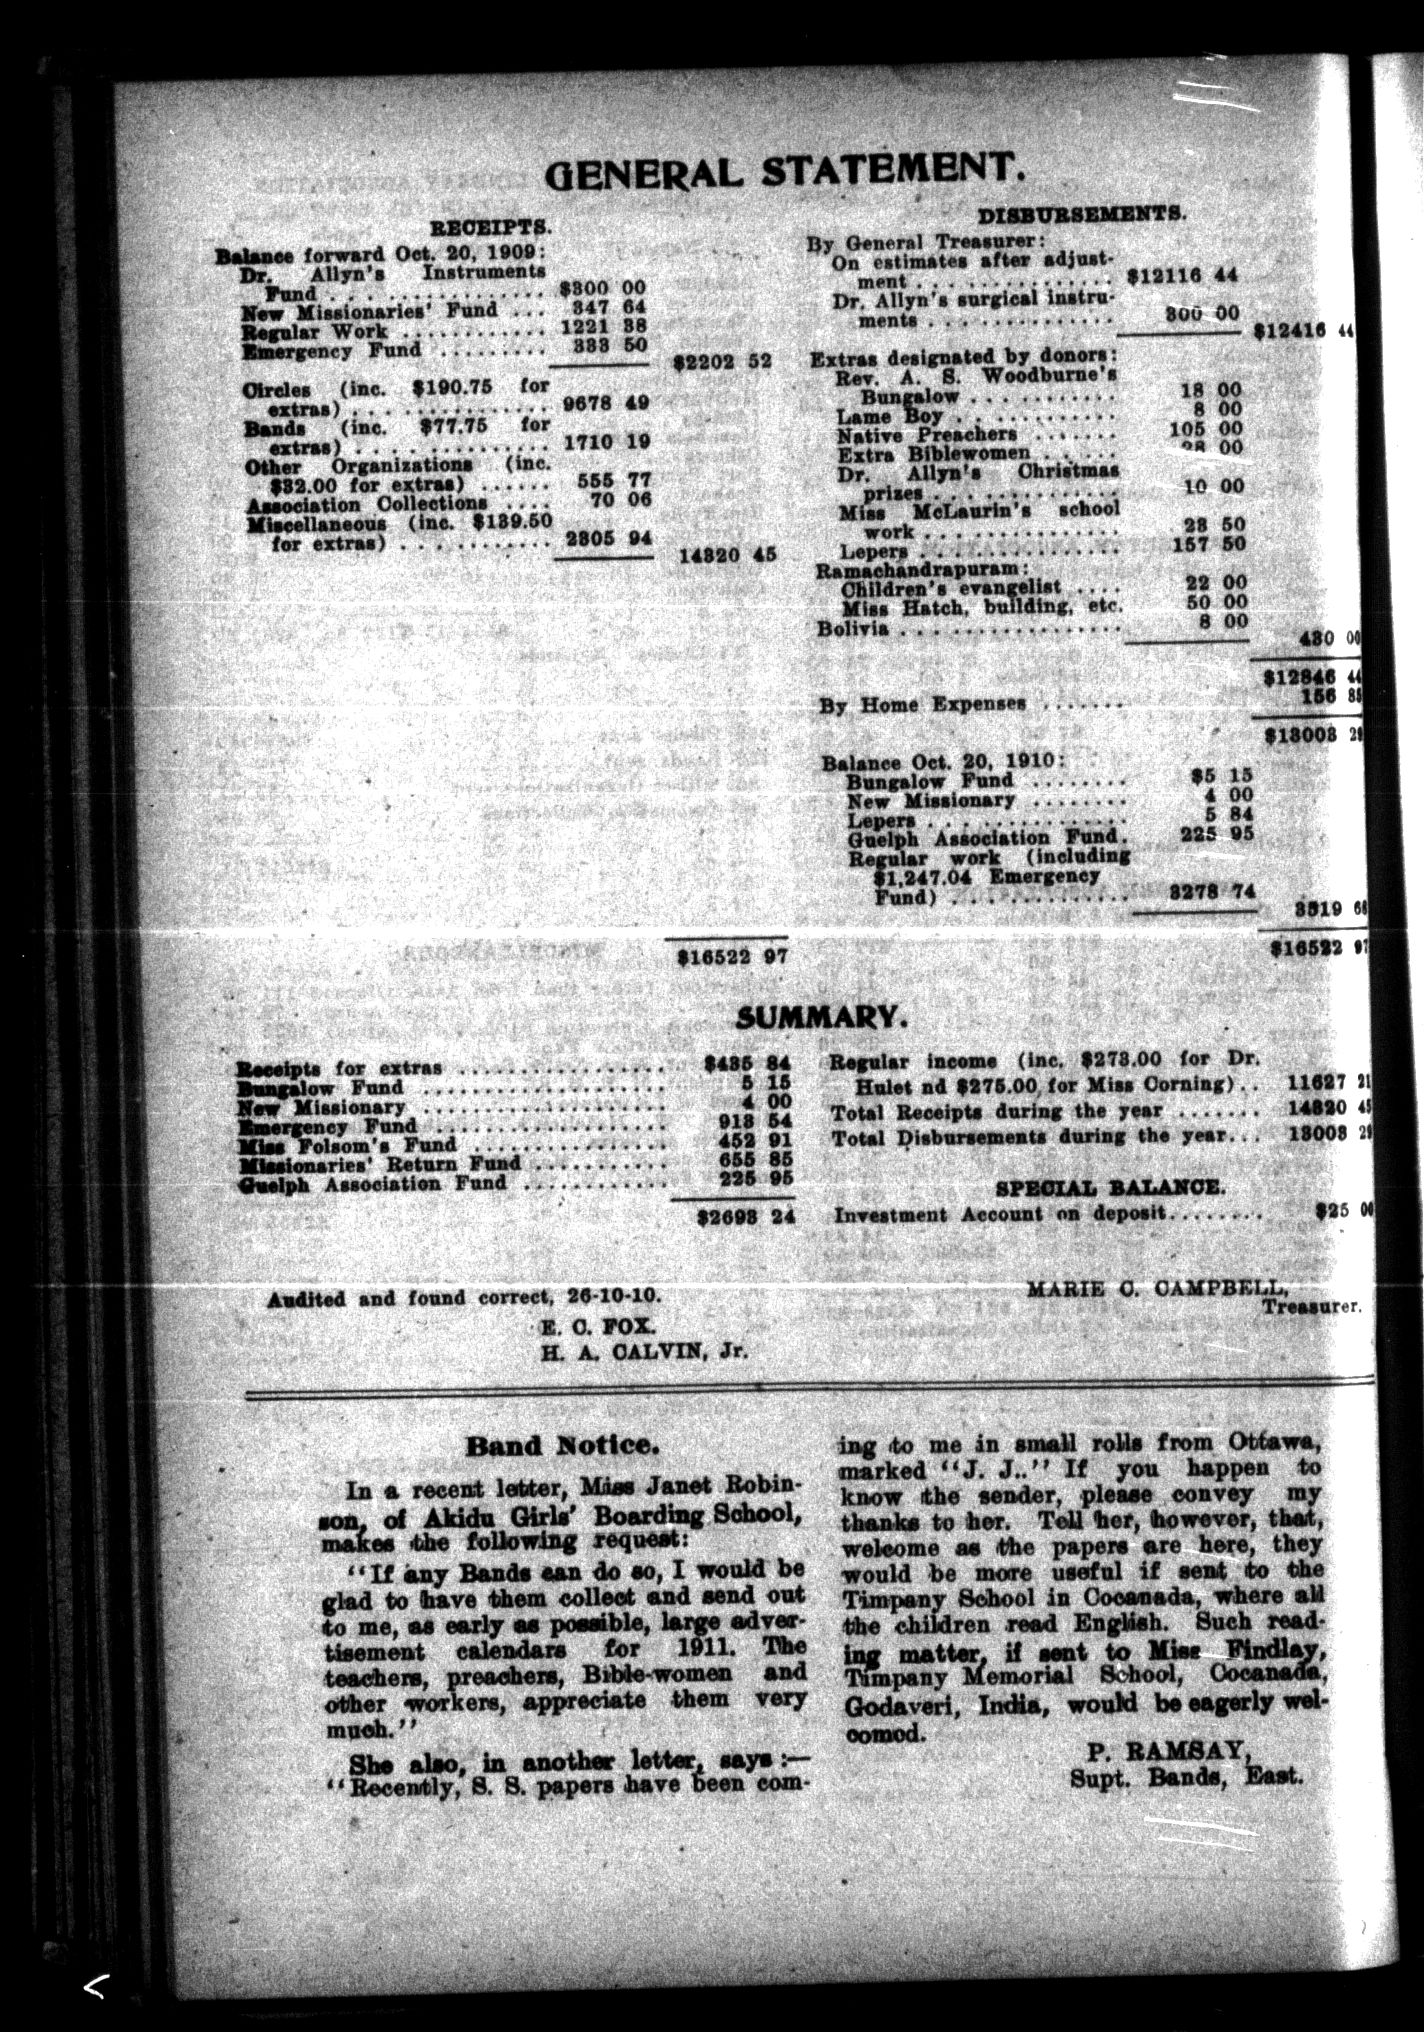 GENERAL STATEMENT.
RECEIPTS.
Balance forward Oct. 20, 1909:
Dr. Allyn's Instruments
Fund . . . . . . . . . . . . . . . . $300 00
New Missionaries' Fund ... 347 64
Regular Work ............ 1221 38
Emergency Fund ......... 333 50
$2202 52
Circles (inc. $190.75 for
extras) . . . . . . . . . . . . . . . 9678 49
Bands (inc. $77.75 for
extras) . . . . . . . . . . . . . . . 1710 19
Other Organizations (inc.
$32.00 for extras) ...... 555 77
Association Collections .... 70 06
Miscellaneous (inc. $139.50
for extras) . . . . . . . . . . . . 2305 94
14320 45
$16522 97
DISBURSEMENTS.
By General Treasurer:
On estimates after adjust-
ment . . . . . . . . . . . . . . . $12116 44
Dr. Allyn's surgical instru-
ments . . . . . . . . . . . . . . 300 00
$12416 44
Extras designated by donors:
Rev. A. S. Woodburne's
Bungalow . . . . . . . . . . . 18 00
Lame Boy . . . . . . . . . . . . 8 00
Native Preachers ....... 105 00
Extra Biblewomen . . . . . . 00
Dr. Allyn's Christmas
prizes . . . . . . . . . . . . . . 10 00
Miss McLaurin's school
work . . . . . . . . . . . . . . . 23 50
Lepers . . . . . . . . . . . . . . . 157 50
Ramachandrapuram:
Children's evangelist .... 22 00
Miss Hatch, building, etc. 50 00
Bolivia . . . . . . . . . . . . . . . . . 8 00
430 00
$12846 44
By Home Expenses ....... 156 85
$13003 29
Balance Oct. 20, 1910:
Bungalow Fund ........ $5 15
New Missionary ........ 4 00
Lepers . . . . . . . . . . . . . . . 5 84
Guelph Association Fund. 225 95
Regular work (including
$1,247.04 Emergency
Fund) . . . . . . . . . . . . . . 3278 74
3519 68
$16522 97
SUMMARY.
Receipts for extras ................. $435 84
Bungalow Fund .................... 5 15
New Missionary .................. 4 00
Emergency Fund ................. 913 54
Miss Folsom's Fund .............. 452 91
Missionaries' Return Fund .......... 655 85
Guelph Association Fund ........... 225 95
$2693 24
Regular income (inc. $273.00 for Dr.
Hulet nd $275.00 for Miss Corning).. 11627 21
Total Receipts during the year ....... 14320 45
Total Disbursements during the year... 13003 29
SPECIAL BALANCE.
Investment Account on deposit........ $25 00
Audited and found correct, 26-10-10.
E. C. FOX.
H. A. CALVIN, Jr.
MARIE C. CAMPBELL,
Treasurer.
Band Notice.
In a recent letter, Miss Janet Robin-
son, of Akidu Girls' Boarding School,
makes the following request:
"If any Bands can do so, I would be
glad to have them collect and send out
to me, as early as possible, large adver-
tisement calendars for 1911. The
teachers, preachers, Bible-women and
other workers, appreciate them very
much."
She also, in another letter, says :—
"Recently, S. S. papers have been com-
ing to me in small rolls from Ottawa,
marked "J. J.." If you happen to
know the sender, please convey my
thanks to her. Tell her, however, that,
welcome as the papers are here, they
would be more useful if sent to the
Timpany School in Cocanada, where all
the children read English. Such read-
ing matter, if sent to Miss Findlay,
Timpany Memorial School, Cocanada,
Godaveri, India, would be eagerly wel-
comed.
P. RAMSAY,
Supt. Bands, East.